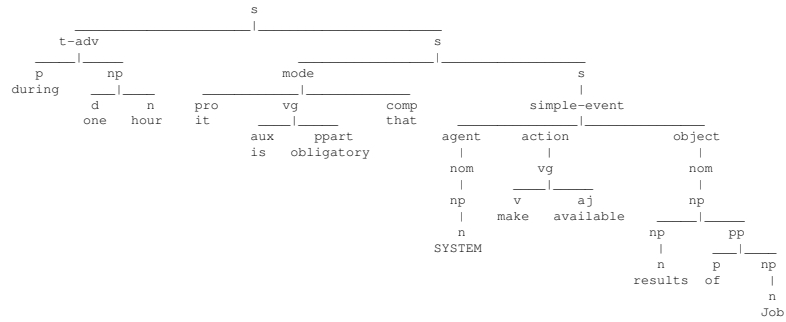 s
t-adv s
p np mode s
during d n pro vg comp simple-event
one hour it aux ppart that agent action object
is obligatory nom vg nom
np v aj np
n make available np pp
SYSTEM n p np
results of n
Job